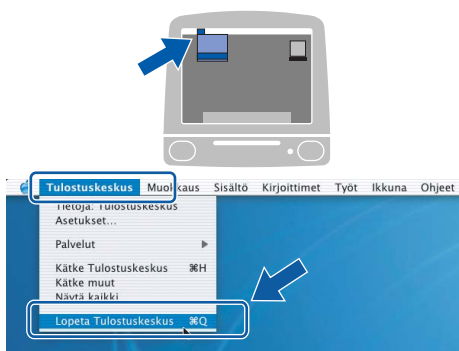 Tulostuskeskus Muokkaus Sisältö Kirjoittimet Työt Ikkuna Ohjeet
Tietoja: Tulostuskeskus
Asetukset...
Palvelut ▶
Kätke Tulostuskeskus ⌘H
Kätke muut
Näytä kaikki
Lopeta Tulostuskeskus ⌘Q